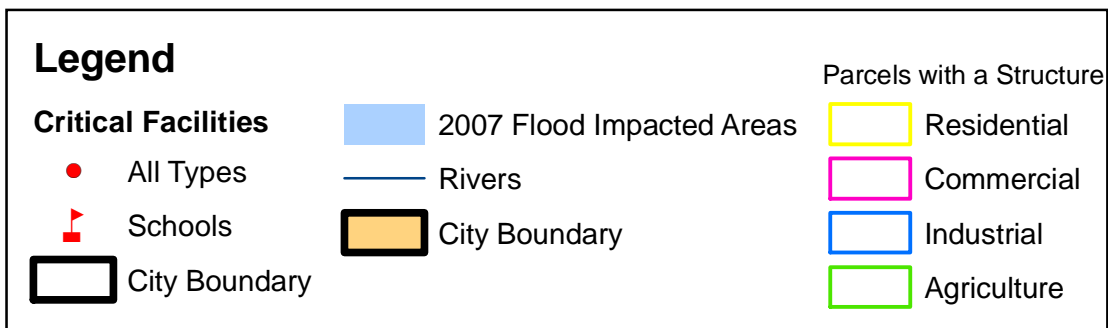 Legend
Critical Facilities
All Types
Schools
City Boundary
2007 Flood Impacted Areas
Rivers
City Boundary
Parcels with a Structure
Residential
Commercial
Industrial
Agriculture